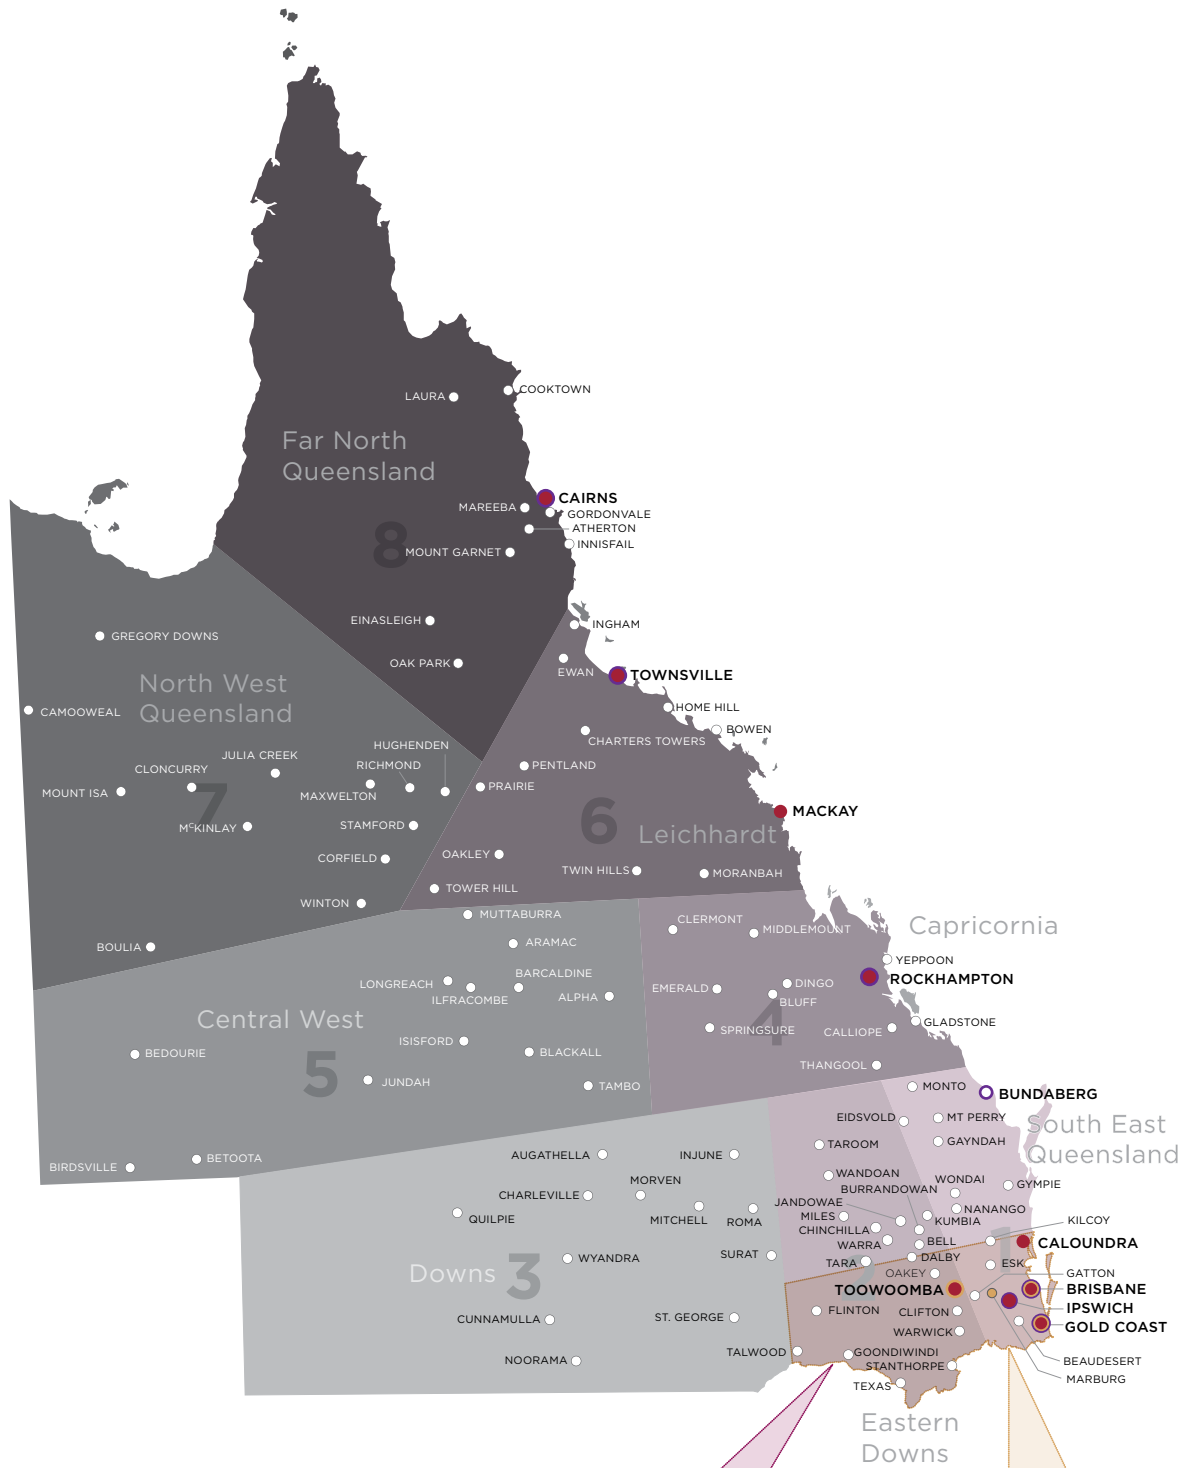 LAURA
COOKTOWN
Far North
Queensland
CAIRNS
MAREEBA
GORDONVALE
ATHERTON
8
INNISFAIL
MOUNT GARNET
EINASLEIGH
INGHAM
GREGORY DOWNS
OAK PARK
EWAN
TOWNSVILLE
North West
Queensland
CAMOOWEAL
HOME HILL
BOWEN
CHARTERS TOWERS
HUGHENDEN
JULIA CREEK
RICHMOND
PENTLAND
CLONCURRY
PRAIRIE
MOUNT ISA
MAXWELTON
7
MACKAY
McKINLAY
STAMFORD
6
Leichhardt
OAKLEY
CORFIELD
TWIN HILLS
MORANBAH
TOWER HILL
WINTON
MUTTABURRA
CLERMONT
MIDDLEMOUNT
Capricornia
BOULIA
ARAMAC
YEPPOON
BARCALDINE
LONGREACH
ROCKHAMPTON
DINGO
EMERALD
ILFRACOMBE
ALPHA
BLUFF
Central West
GLADSTONE
SPRINGSURE
4
CALLIOPE
ISISFORD
BEDOURIE
BLACKALL
5
THANGOOL
JUNDAH
TAMBO
MONTO
BUNDABERG
EIDSVOLD
MT PERRY
South East
Queensland
TAROOM
GAYNDAH
AUGATHELLA
INJUNE
BETOOTA
BIRDSVILLE
WANDOAN
MORVEN
WONDAI
GYMPIE
BURRANDOWAN
CHARLEVILLE
JANDOWAE
NANANGO
QUILPIE
MITCHELL
ROMA
MILES
KUMBIA
KILCOY
CHINCHILLA
1
BELL
CALOUNDRA
WARRA
SURAT
DALBY
WYANDRA
TARA
ESK
Downs
3
2
OAKEY
GATTON
TOOWOOMBA
BRISBANE
IPSWICH
FLINTON
CLIFTON
CUNNAMULLA
ST. GEORGE
GOLD COAST
WARWICK
TALWOOD
GOONDIWINDI
NOORAMA
BEAUDESERT
STANTHORPE
MARBURG
TEXAS
Eastern
Downs